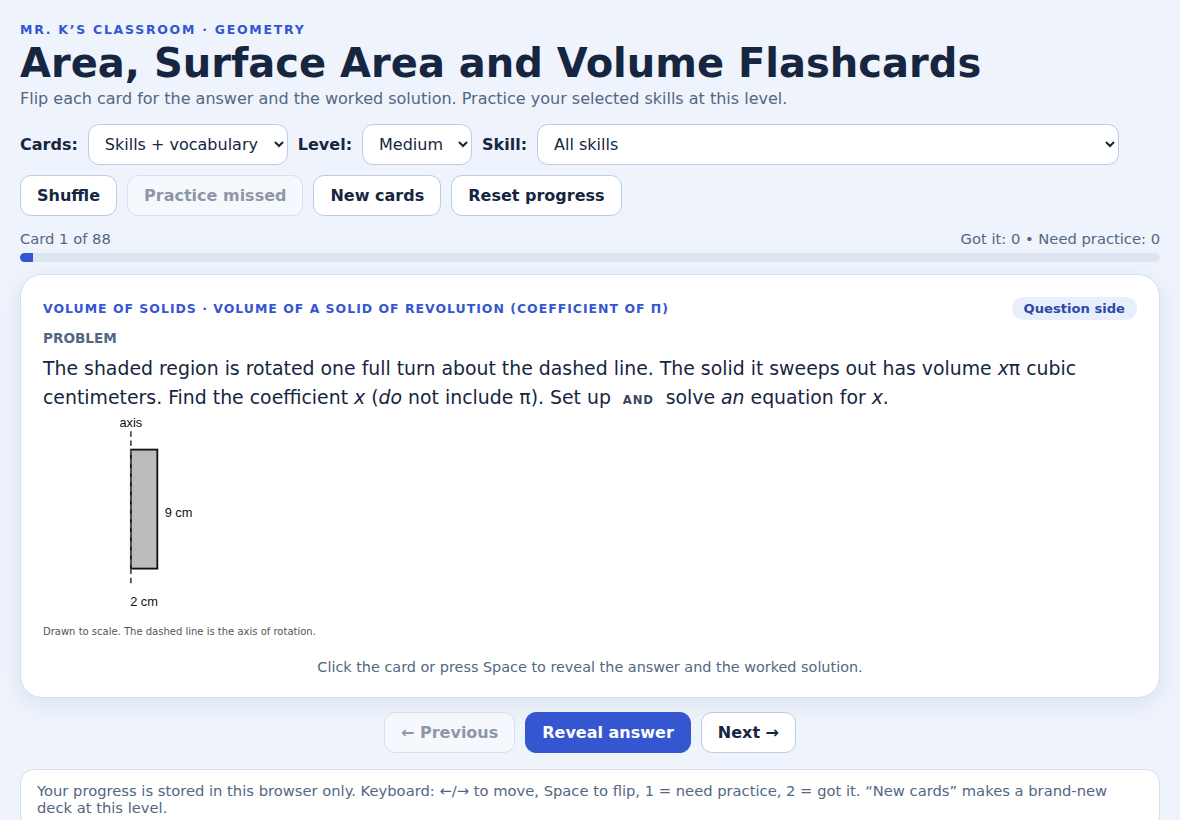 MR. K’S CLASSROOM · GEOMETRY
Area, Surface Area and Volume Flashcards
Flip each card for the answer and the worked solution. Practice your selected skills at this level.
Cards: Skills + vocabulary Level: Medium Skill: All skills
Shuffle Practice missed New cards Reset progress
Card 1 of 88 Got it: 0 • Need practice: 0
VOLUME OF SOLIDS · VOLUME OF A SOLID OF REVOLUTION (COEFFICIENT OF Π) Question side
PROBLEM
The shaded region is rotated one full turn about the dashed line. The solid it sweeps out has volume xπ cubic
centimeters. Find the coefficient x (do not include π). Set up AND solve an equation for x.
axis
9 cm
2 cm
Drawn to scale. The dashed line is the axis of rotation.
Click the card or press Space to reveal the answer and the worked solution.
← Previous Reveal answer Next →
Your progress is stored in this browser only. Keyboard: ←/→ to move, Space to flip, 1 = need practice, 2 = got it. “New cards” makes a brand-new
deck at this level.